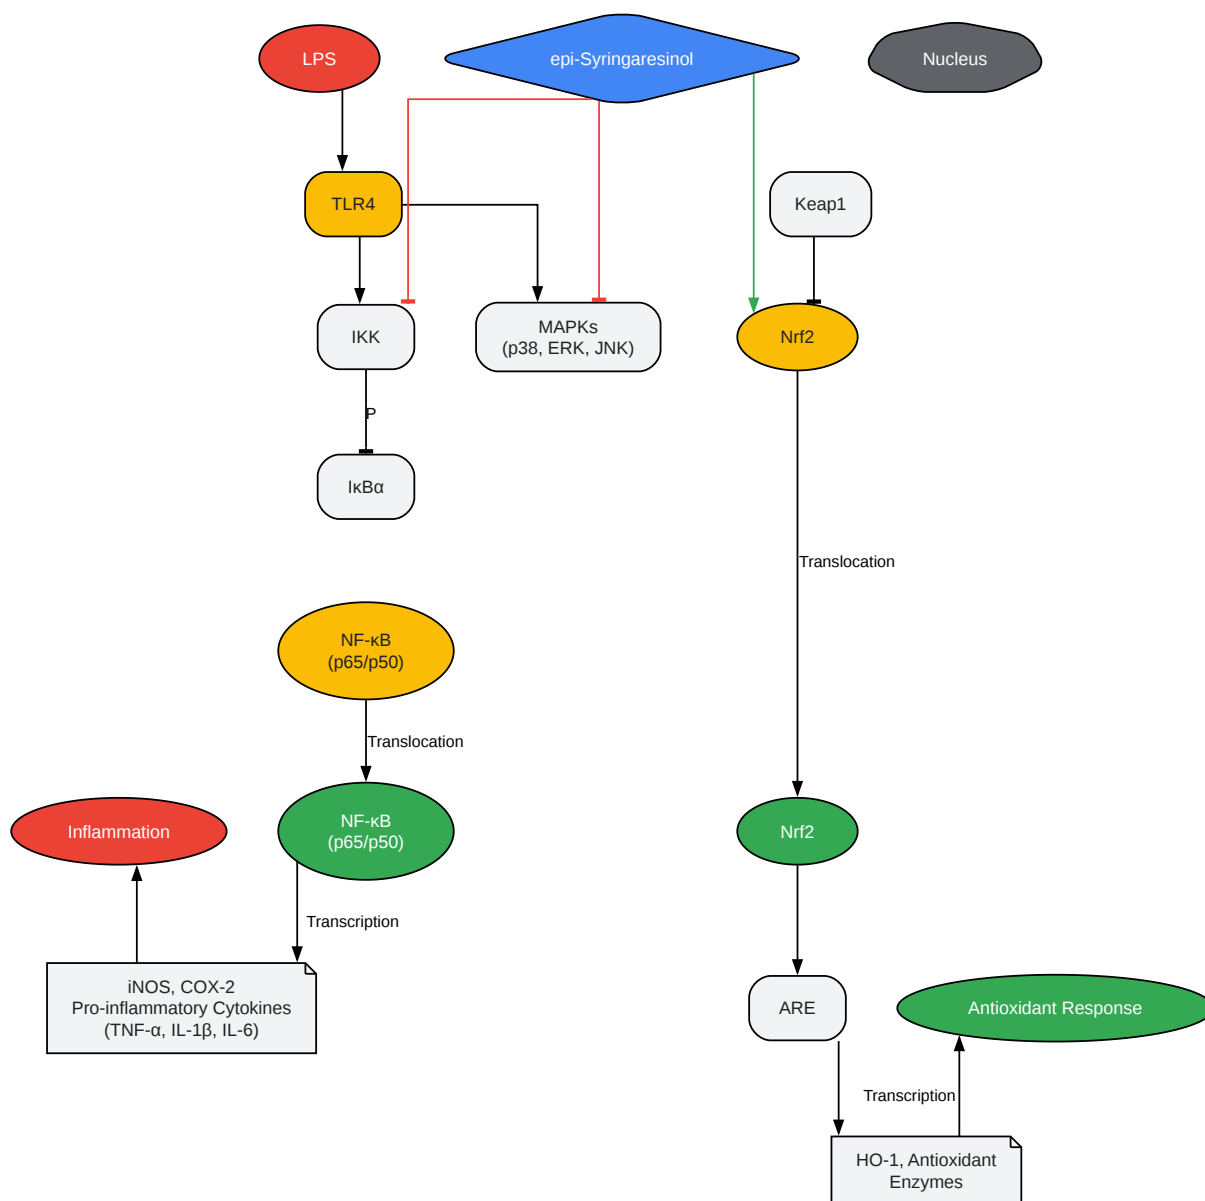 LPS
epi-Syringaresinol
Nucleus
TLR4
Keap1
IKK
MAPKs
(p38, ERK, JNK)
Nrf2
P
IκBα
Translocation
NF-κB
(p65/p50)
Translocation
Inflammation
NF-κB
(p65/p50)
Nrf2
Transcription
iNOS, COX-2
Pro-inflammatory Cytokines
(TNF-α, IL-1β, IL-6)
ARE
Antioxidant Response
Transcription
HO-1, Antioxidant
Enzymes